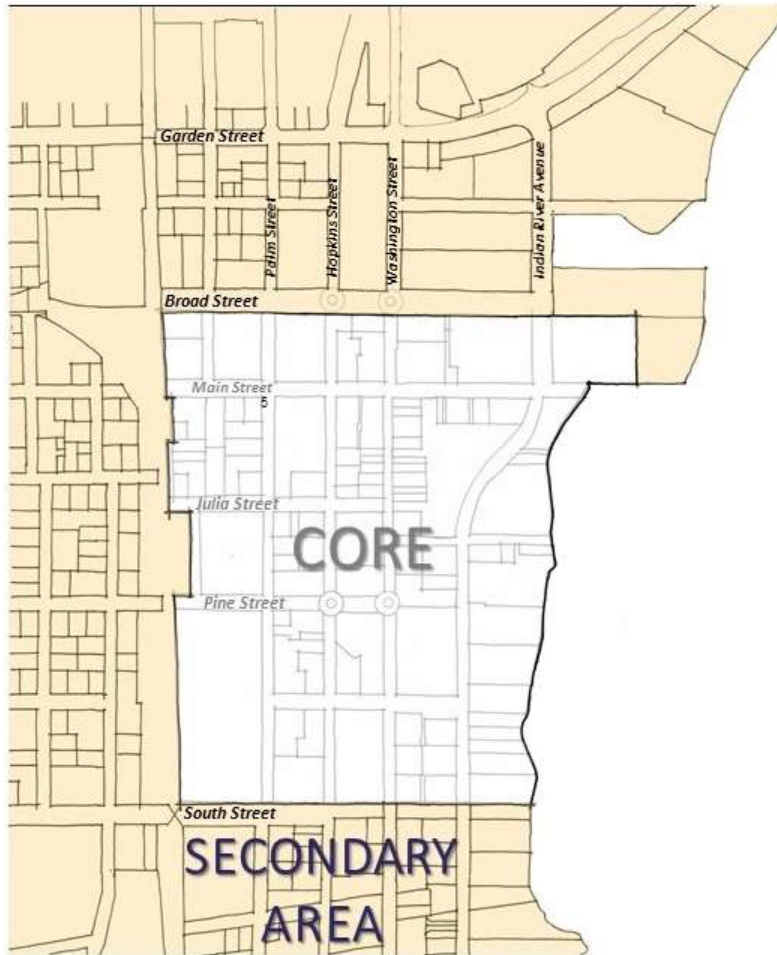 Garden Street
Palm Street
Hopkins Street
Washington Street
Indian River Avenue
Broad Street
Main Street
5
Julia Street
CORE
Pine Street
South Street
SECONDARY
AREA